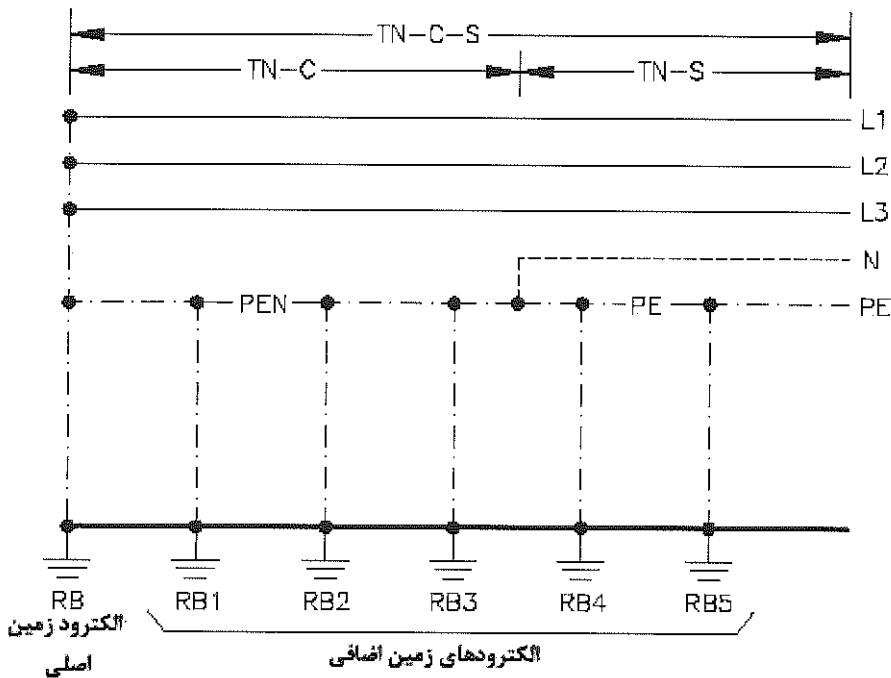 TN-C-S
TN-C TN-S
L1
L2
L3
N
PEN PE PE
RB RB1 RB2 RB3 RB4 RB5
الکترود زمین
اصلی
الکترودهای زمین اضافی